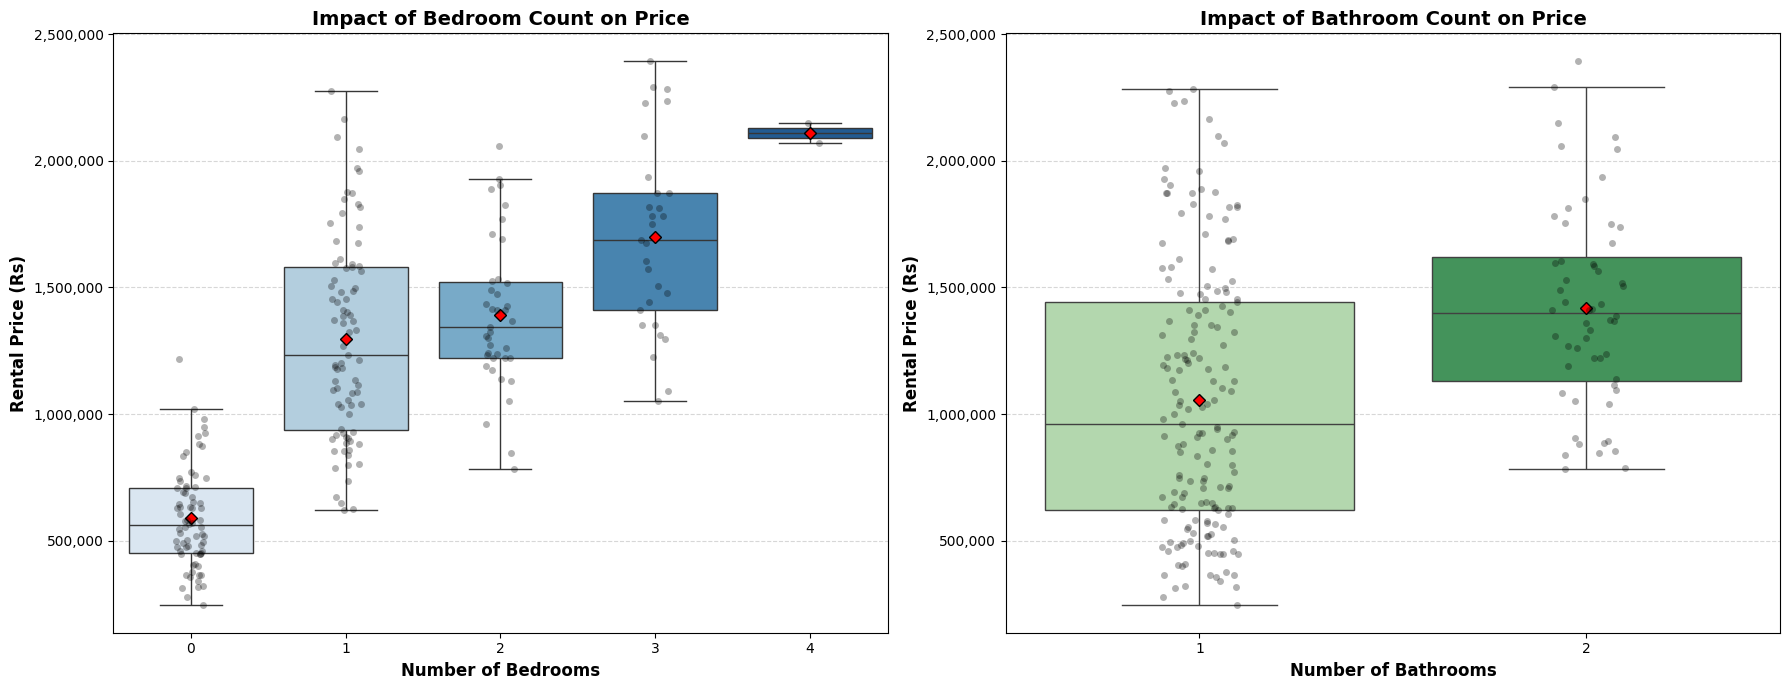 Impact of Bedroom Count on Price
Rental Price (Rs)
2,500,000
2,000,000
1,500,000
1,000,000
500,000
0 1 2 3 4
Number of Bedrooms
Impact of Bathroom Count on Price
Rental Price (Rs)
2,500,000
2,000,000
1,500,000
1,000,000
500,000
1 2
Number of Bathrooms